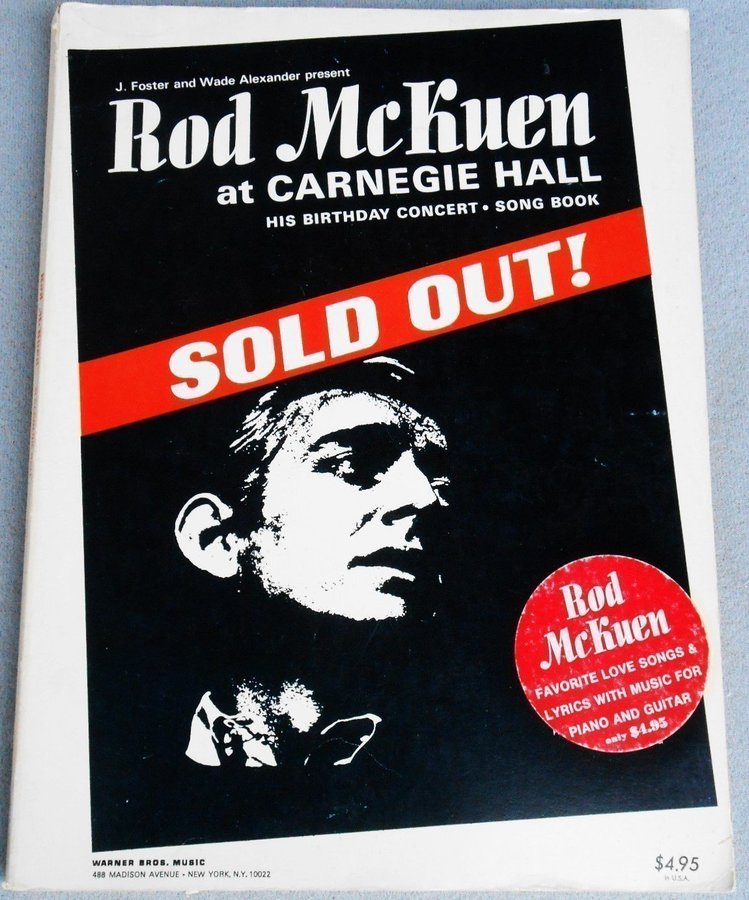 J. Foster and Wade Alexander present
Rod McKuen
at CARNEGIE HALL
HIS BIRTHDAY CONCERT • SONG BOOK
SOLD OUT!
Rod
McKuen
FAVORITE LOVE SONGS &
LYRICS WITH MUSIC FOR
PIANO AND GUITAR
only $4.95
WARNER BROS. MUSIC
488 MADISON AVENUE • NEW YORK, N.Y. 10022
$4.95
IN U.S.A.